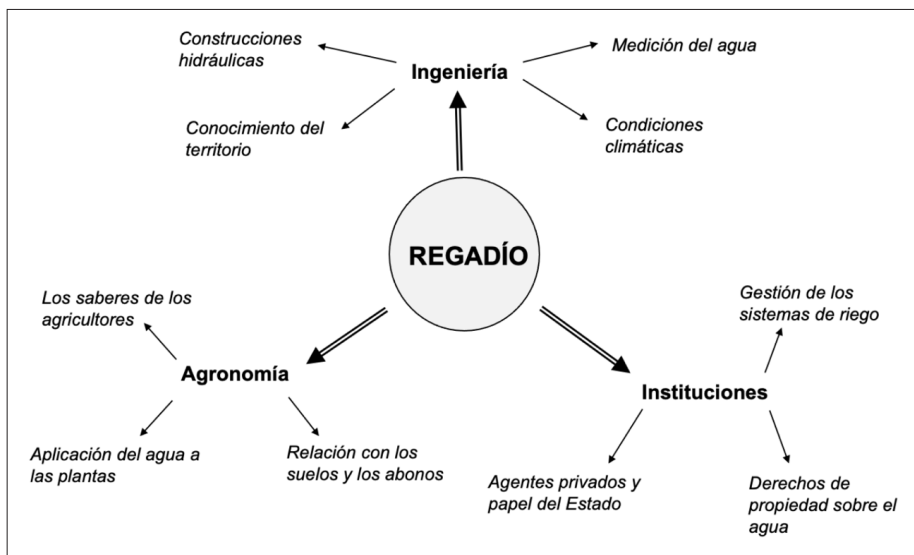 Construcciones
hidráulicas
Medición del agua
Ingeniería
Conocimiento del
territorio
Condiciones
climáticas
REGADÍO
Los saberes de los
agricultores
Gestión de los
sistemas de riego
Agronomía
Instituciones
Aplicación del agua a
las plantas
Relación con los
suelos y los abonos
Agentes privados y
papel del Estado
Derechos de
propiedad sobre el
agua